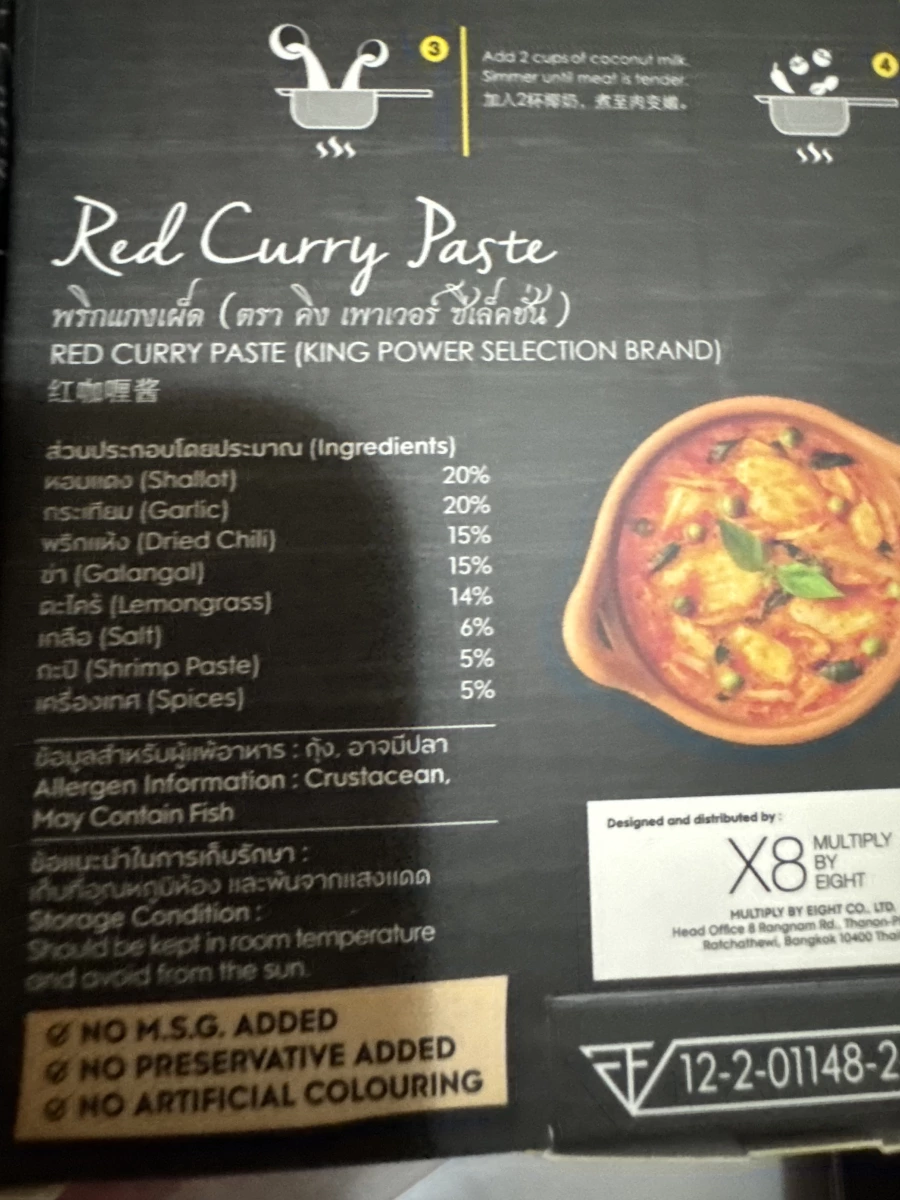 3
Add 2 cups of coconut milk.
Simmer until meat is tender.
加入2杯椰奶，煮至肉变嫩。
4
Red Curry Paste
พริกแกงเผ็ด (ตรา คิง เพาเวอร์ ซีเล็คชั่น)
RED CURRY PASTE (KING POWER SELECTION BRAND)
红咖喱酱
ส่วนประกอบโดยประมาณ (Ingredients)
หอมแดง (Shallot) 20%
กระเทียม (Garlic) 20%
พริกแห้ง (Dried Chili) 15%
ข่า (Galangal) 15%
ตะไคร้ (Lemongrass) 14%
เกลือ (Salt) 6%
กะปิ (Shrimp Paste) 5%
เครื่องเทศ (Spices) 5%
ข้อมูลสำหรับผู้แพ้อาหาร : กุ้ง, อาจมีปลา
Allergen Information : Crustacean,
May Contain Fish
ข้อแนะนำในการเก็บรักษา :
เก็บที่อุณหภูมิห้อง และพ้นจากแสงแดด
Storage Condition :
Should be kept in room temperature
and avoid from the sun.
NO M.S.G. ADDED
NO PRESERVATIVE ADDED
NO ARTIFICIAL COLOURING
Designed and distributed by :
X8 MULTIPLY
BY
EIGHT
MULTIPLY BY EIGHT CO., LTD.
Head Office 8 Rangnam Rd., Thanon-P
Ratchathewi, Bangkok 10400 Thai
12-2-01148-2